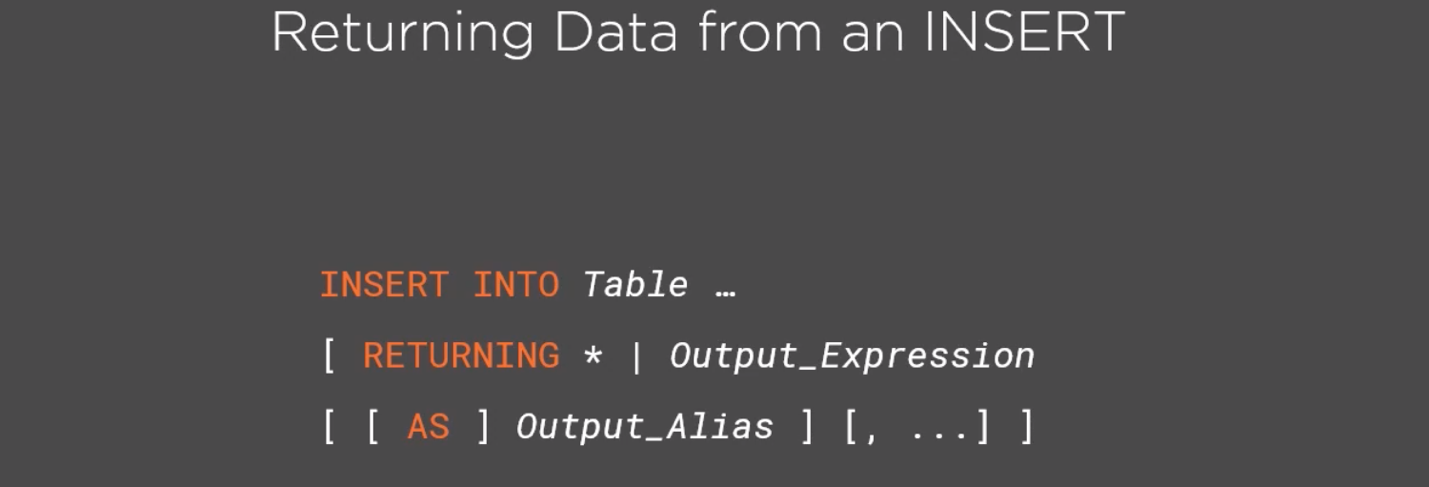 Returning Data from an INSERT
INSERT INTO Table …
[ RETURNING * | Output_Expression
[ [ AS ] Output_Alias ] [, ...] ]